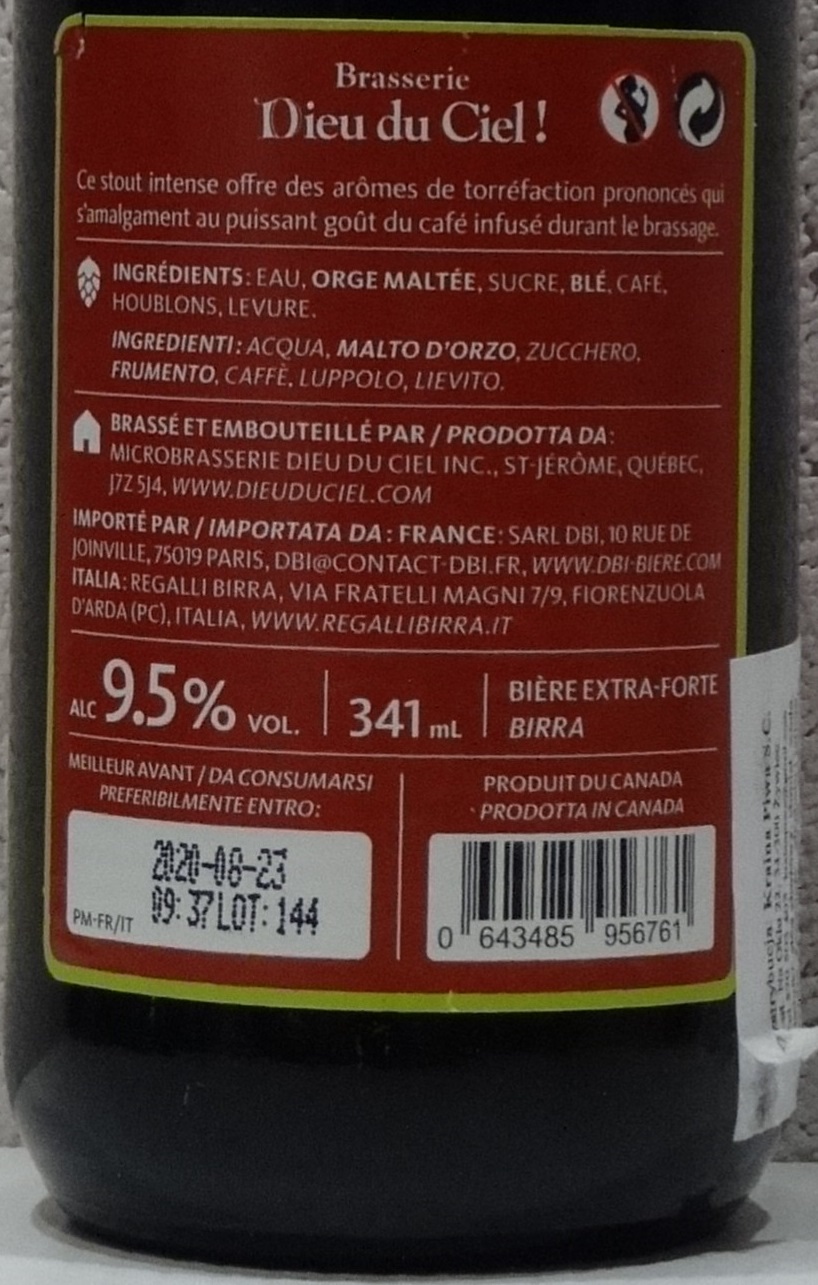 Brasserie
Dieu du Ciel!
Ce stout intense offre des arômes de torréfaction prononcés qui
s'amalgament au puissant goût du café infusé durant le brassage.
INGRÉDIENTS: EAU, ORGE MALTÉE, SUCRE, BLÉ, CAFÉ,
HOUBLONS, LEVURE.
INGREDIENTI: ACQUA, MALTO D'ORZO, ZUCCHERO,
FRUMENTO, CAFFÈ, LUPPOLO, LIEVITO.
BRASSÉ ET EMBOUTEILLÉ PAR / PRODOTTA DA:
MICROBRASSERIE DIEU DU CIEL INC., ST-JÉRÔME, QUÉBEC,
J7Z 5J4, WWW.DIEUDUCIEL.COM
IMPORTÉ PAR / IMPORTATA DA: FRANCE: SARL DBI, 10 RUE DE
JOINVILLE, 75019 PARIS, DBI@CONTACT-DBI.FR, WWW.DBI-BIERE.COM
ITALIA: REGALLI BIRRA, VIA FRATELLI MAGNI 7/9, FIORENZUOLA
D'ARDA (PC), ITALIA, WWW.REGALLIBIRRA.IT
ALC 9.5% VOL. 341 mL BIÈRE EXTRA-FORTE
BIRRA
MEILLEUR AVANT / DA CONSUMARSI
PREFERIBILMENTE ENTRO:
PRODUIT DU CANADA
PRODOTTA IN CANADA
2020-08-23
09:37 LOT: 144
PM-FR/IT
0 643485 956761
Kraina Piwa S.C.